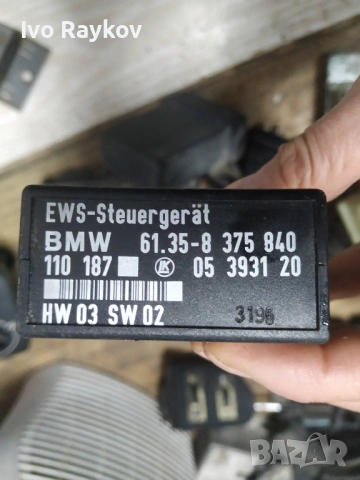 Ivo Raykov
EWS-Steuergerät
BMW 61.35-8 375 840
110 187 LK 05 3931 20
HW 03 SW 02 3196
BAZAR